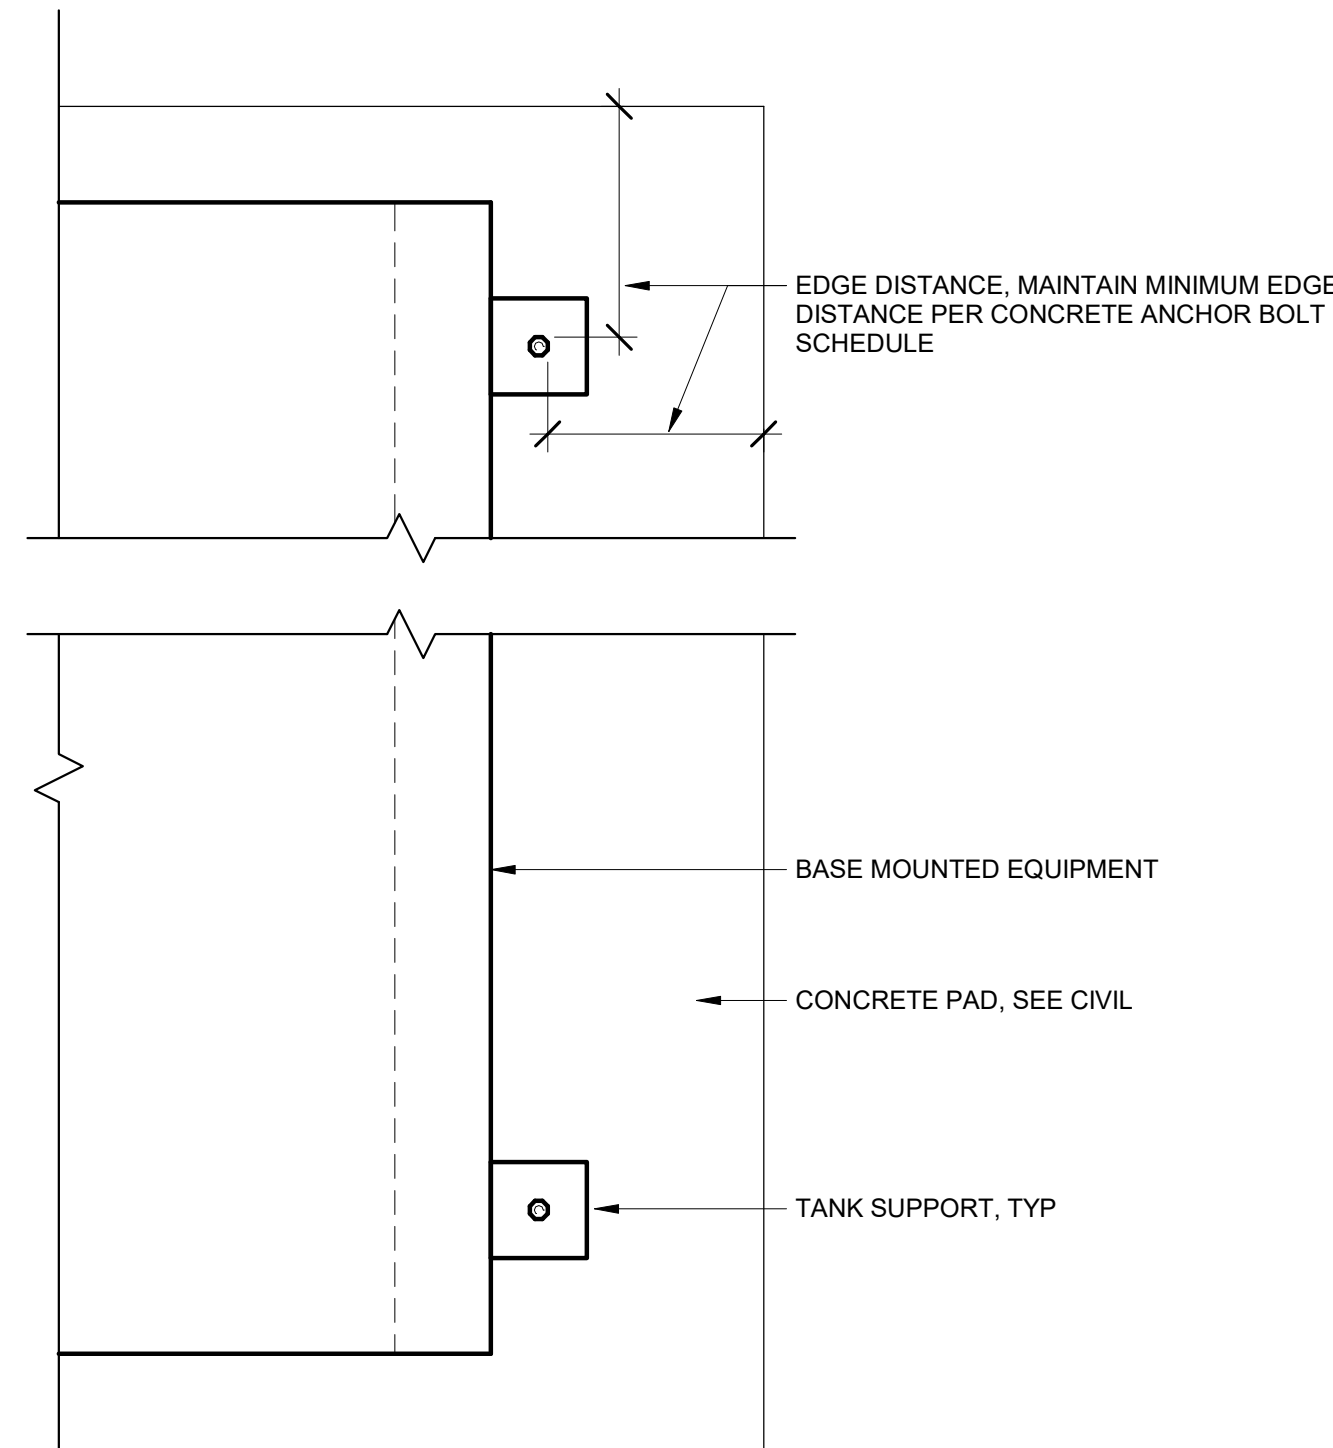 EDGE DISTANCE, MAINTAIN MINIMUM EDGE
DISTANCE PER CONCRETE ANCHOR BOLT
SCHEDULE
BASE MOUNTED EQUIPMENT
CONCRETE PAD, SEE CIVIL
TANK SUPPORT, TYP